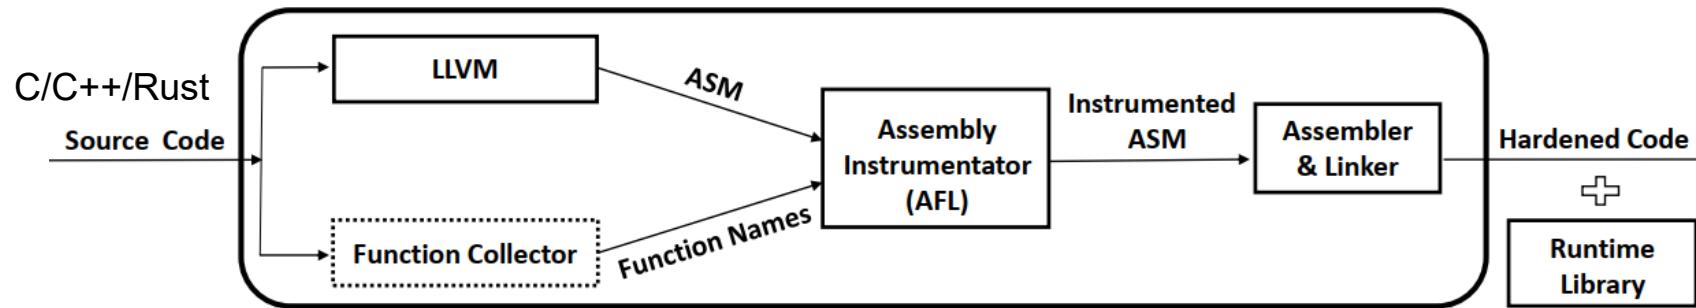 C/C++/Rust
Source Code
LLVM
ASM
Function Collector
Function Names
Assembly
Instrumentator
(AFL)
Instrumented
ASM
Assembler
& Linker
Hardened Code
Runtime
Library